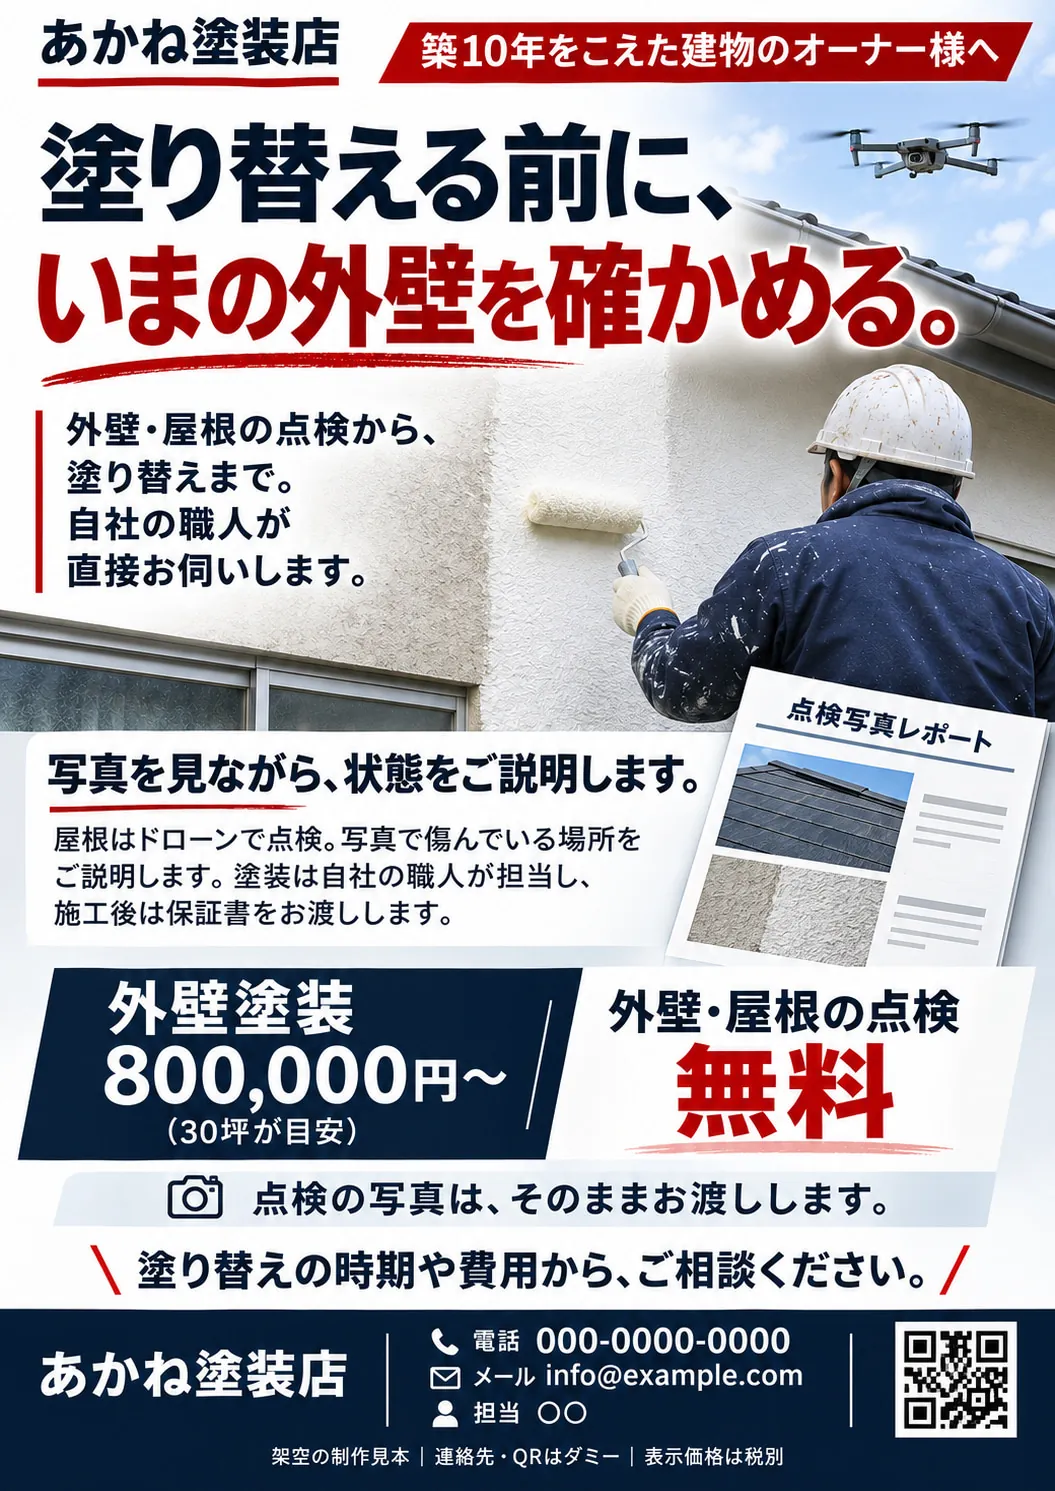 あかね塗装店
築10年をこえた建物のオーナー様へ
塗り替える前に、
いまの外壁を確かめる。
外壁・屋根の点検から、
塗り替えまで。
自社の職人が
直接お伺いします。
点検写真レポート
写真を見ながら、状態をご説明します。
屋根はドローンで点検。写真で傷んでいる場所を
ご説明します。塗装は自社の職人が担当し、
施工後は保証書をお渡しします。
外壁塗装
800,000円〜
（30坪が目安）
外壁・屋根の点検
無料
点検の写真は、そのままお渡しします。
\ 塗り替えの時期や費用から、ご相談ください。 /
あかね塗装店
電話 000-0000-0000
メール info@example.com
担当 〇〇
架空の制作見本｜連絡先・QRはダミー｜表示価格は税別